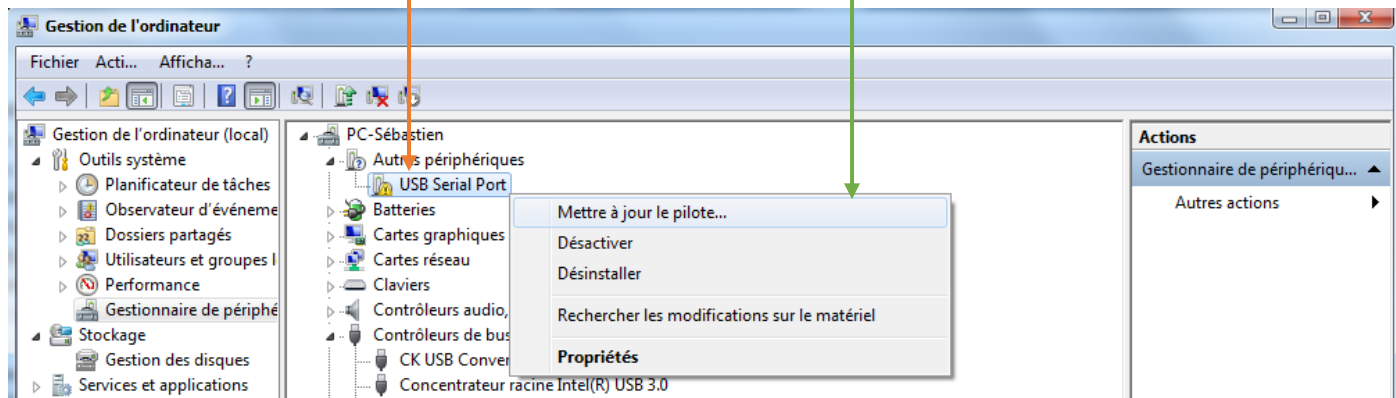 Gestion de l'ordinateur
Fichier Acti... Afficha... ?
Gestion de l'ordinateur (local)
Outils système
Planificateur de tâches
Observateur d'événeme
Dossiers partagés
Utilisateurs et groupes l
Performance
Gestionnaire de périphé
Stockage
Gestion des disques
Services et applications
PC-Sébastien
Autres périphériques
USB Serial Port
Batteries
Cartes graphiques
Cartes réseau
Claviers
Contrôleurs audio,
Contrôleurs de bus
CK USB Conver
Concentrateur racine Intel(R) USB 3.0
Mettre à jour le pilote...
Désactiver
Désinstaller
Rechercher les modifications sur le matériel
Propriétés
Actions
Gestionnaire de périphériqu...
Autres actions